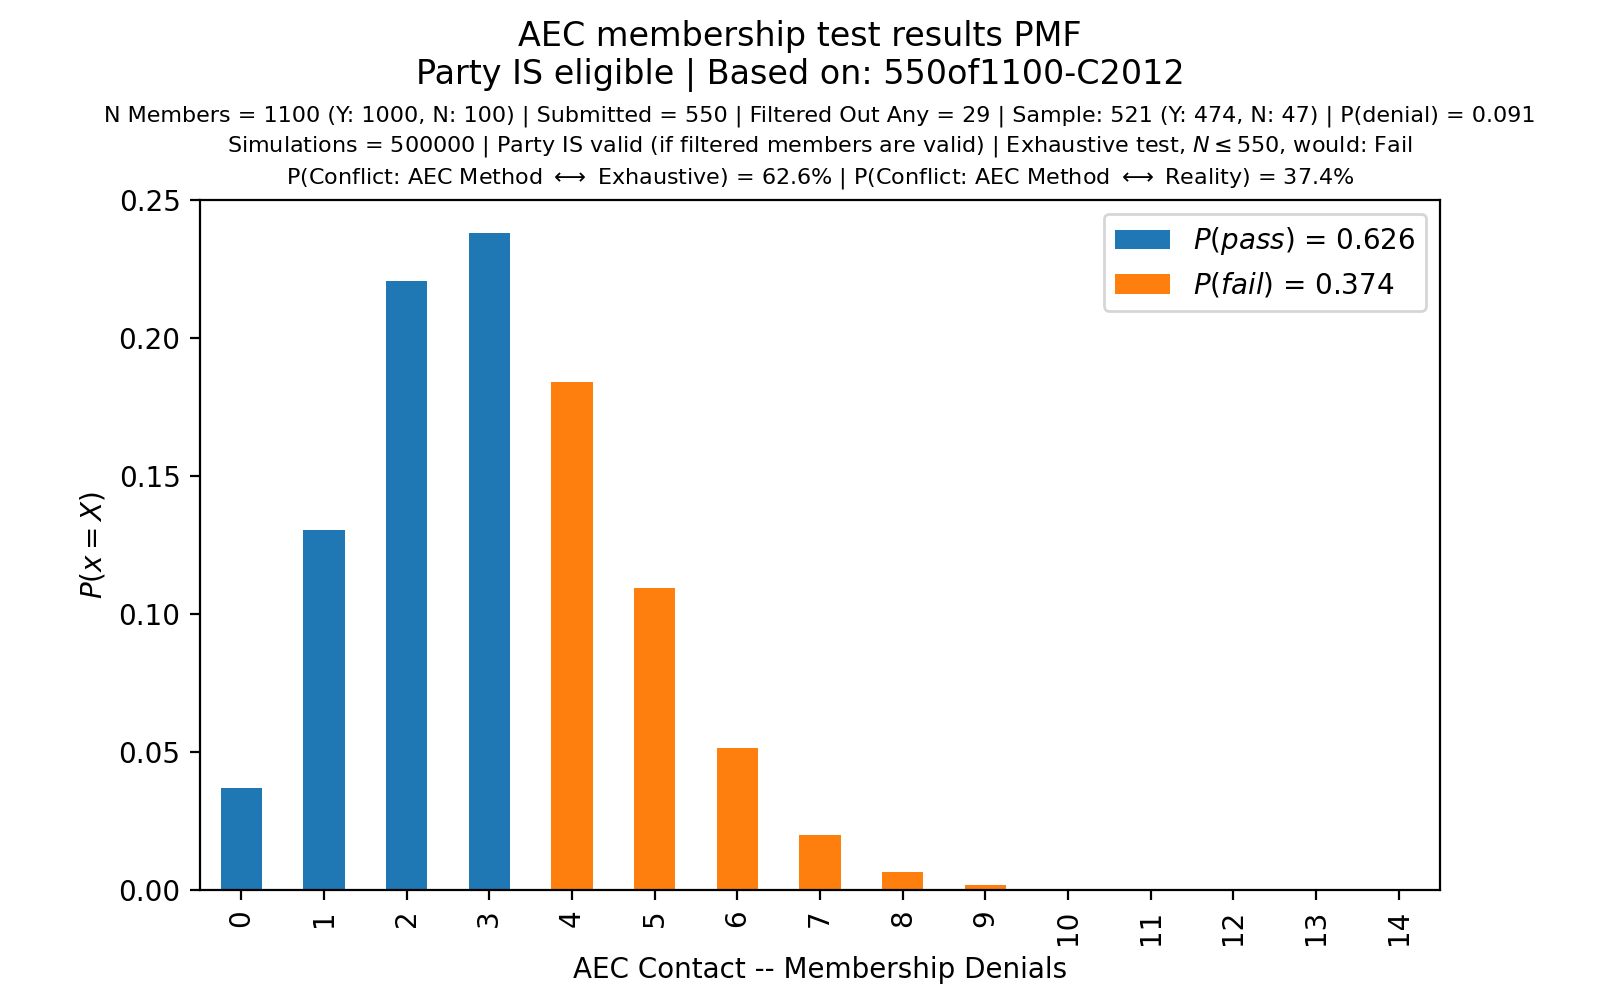 AEC membership test results PMF
Party IS eligible | Based on: 550of1100-C2012
N Members = 1100 (Y: 1000, N: 100) | Submitted = 550 | Filtered Out Any = 29 | Sample: 521 (Y: 474, N: 47) | P(denial) = 0.091
Simulations = 500000 | Party IS valid (if filtered members are valid) | Exhaustive test, N ≤ 550, would: Fail
P(Conflict: AEC Method ⟷ Exhaustive) = 62.6% | P(Conflict: AEC Method ⟷ Reality) = 37.4%
P(pass) = 0.626
P(fail) = 0.374
0.25
0.20
0.15
0.10
0.05
0.00
P(x = X)
0 1 2 3 4 5 6 7 8 9 10 11 12 13 14
AEC Contact -- Membership Denials